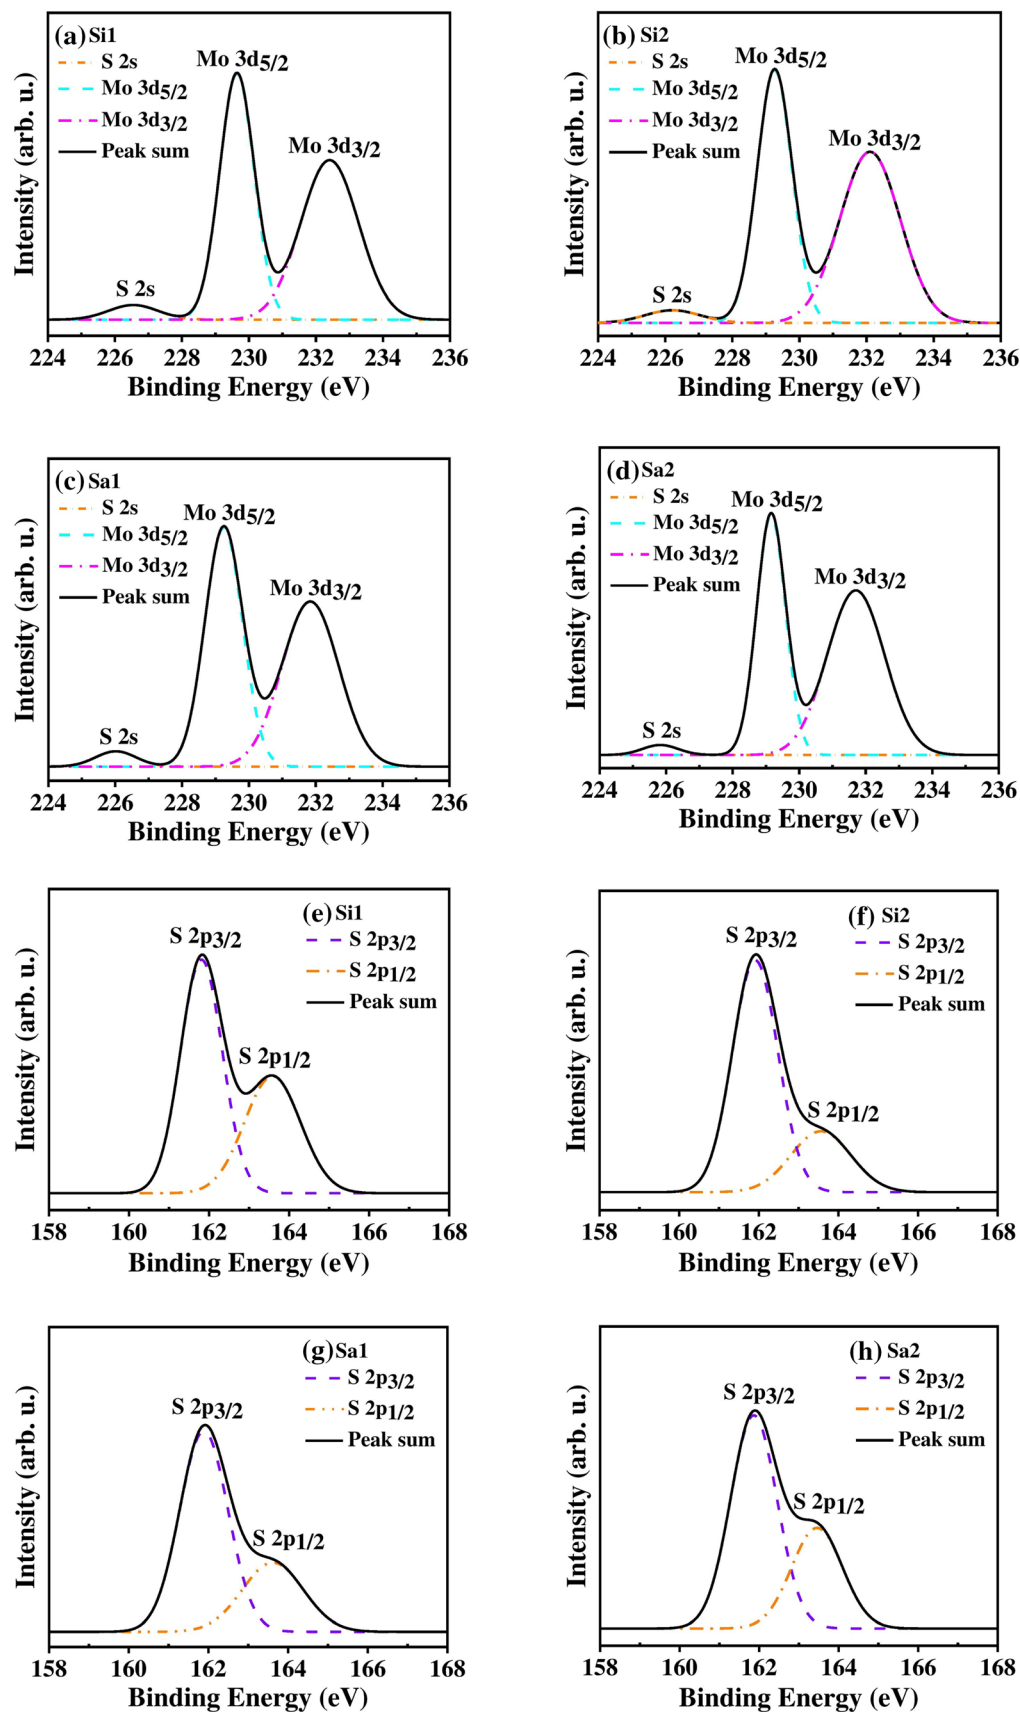 (a) Si1
S 2s
Mo 3d5/2
Mo 3d3/2
Peak sum
Mo 3d5/2
Mo 3d3/2
S 2s
Intensity (arb. u.)
224 226 228 230 232 234 236
Binding Energy (eV)
(b) Si2
S 2s
Mo 3d5/2
Mo 3d3/2
Peak sum
Mo 3d5/2
Mo 3d3/2
S 2s
Intensity (arb. u.)
224 226 228 230 232 234 236
Binding Energy (eV)
(c) Sa1
S 2s
Mo 3d5/2
Mo 3d3/2
Peak sum
Mo 3d5/2
Mo 3d3/2
S 2s
Intensity (arb. u.)
224 226 228 230 232 234 236
Binding Energy (eV)
(d) Sa2
S 2s
Mo 3d5/2
Mo 3d3/2
Peak sum
Mo 3d5/2
Mo 3d3/2
S 2s
Intensity (arb. u.)
224 226 228 230 232 234 236
Binding Energy (eV)
(e) Si1
S 2p3/2
S 2p1/2
Peak sum
S 2p3/2
S 2p1/2
Intensity (arb. u.)
158 160 162 164 166 168
Binding Energy (eV)
(f) Si2
S 2p3/2
S 2p1/2
Peak sum
S 2p3/2
S 2p1/2
Intensity (arb. u.)
158 160 162 164 166 168
Binding Energy (eV)
(g) Sa1
S 2p3/2
S 2p1/2
Peak sum
S 2p3/2
S 2p1/2
Intensity (arb. u.)
158 160 162 164 166 168
Binding Energy (eV)
(h) Sa2
S 2p3/2
S 2p1/2
Peak sum
S 2p3/2
S 2p1/2
Intensity (arb. u.)
158 160 162 164 166 168
Binding Energy (eV)